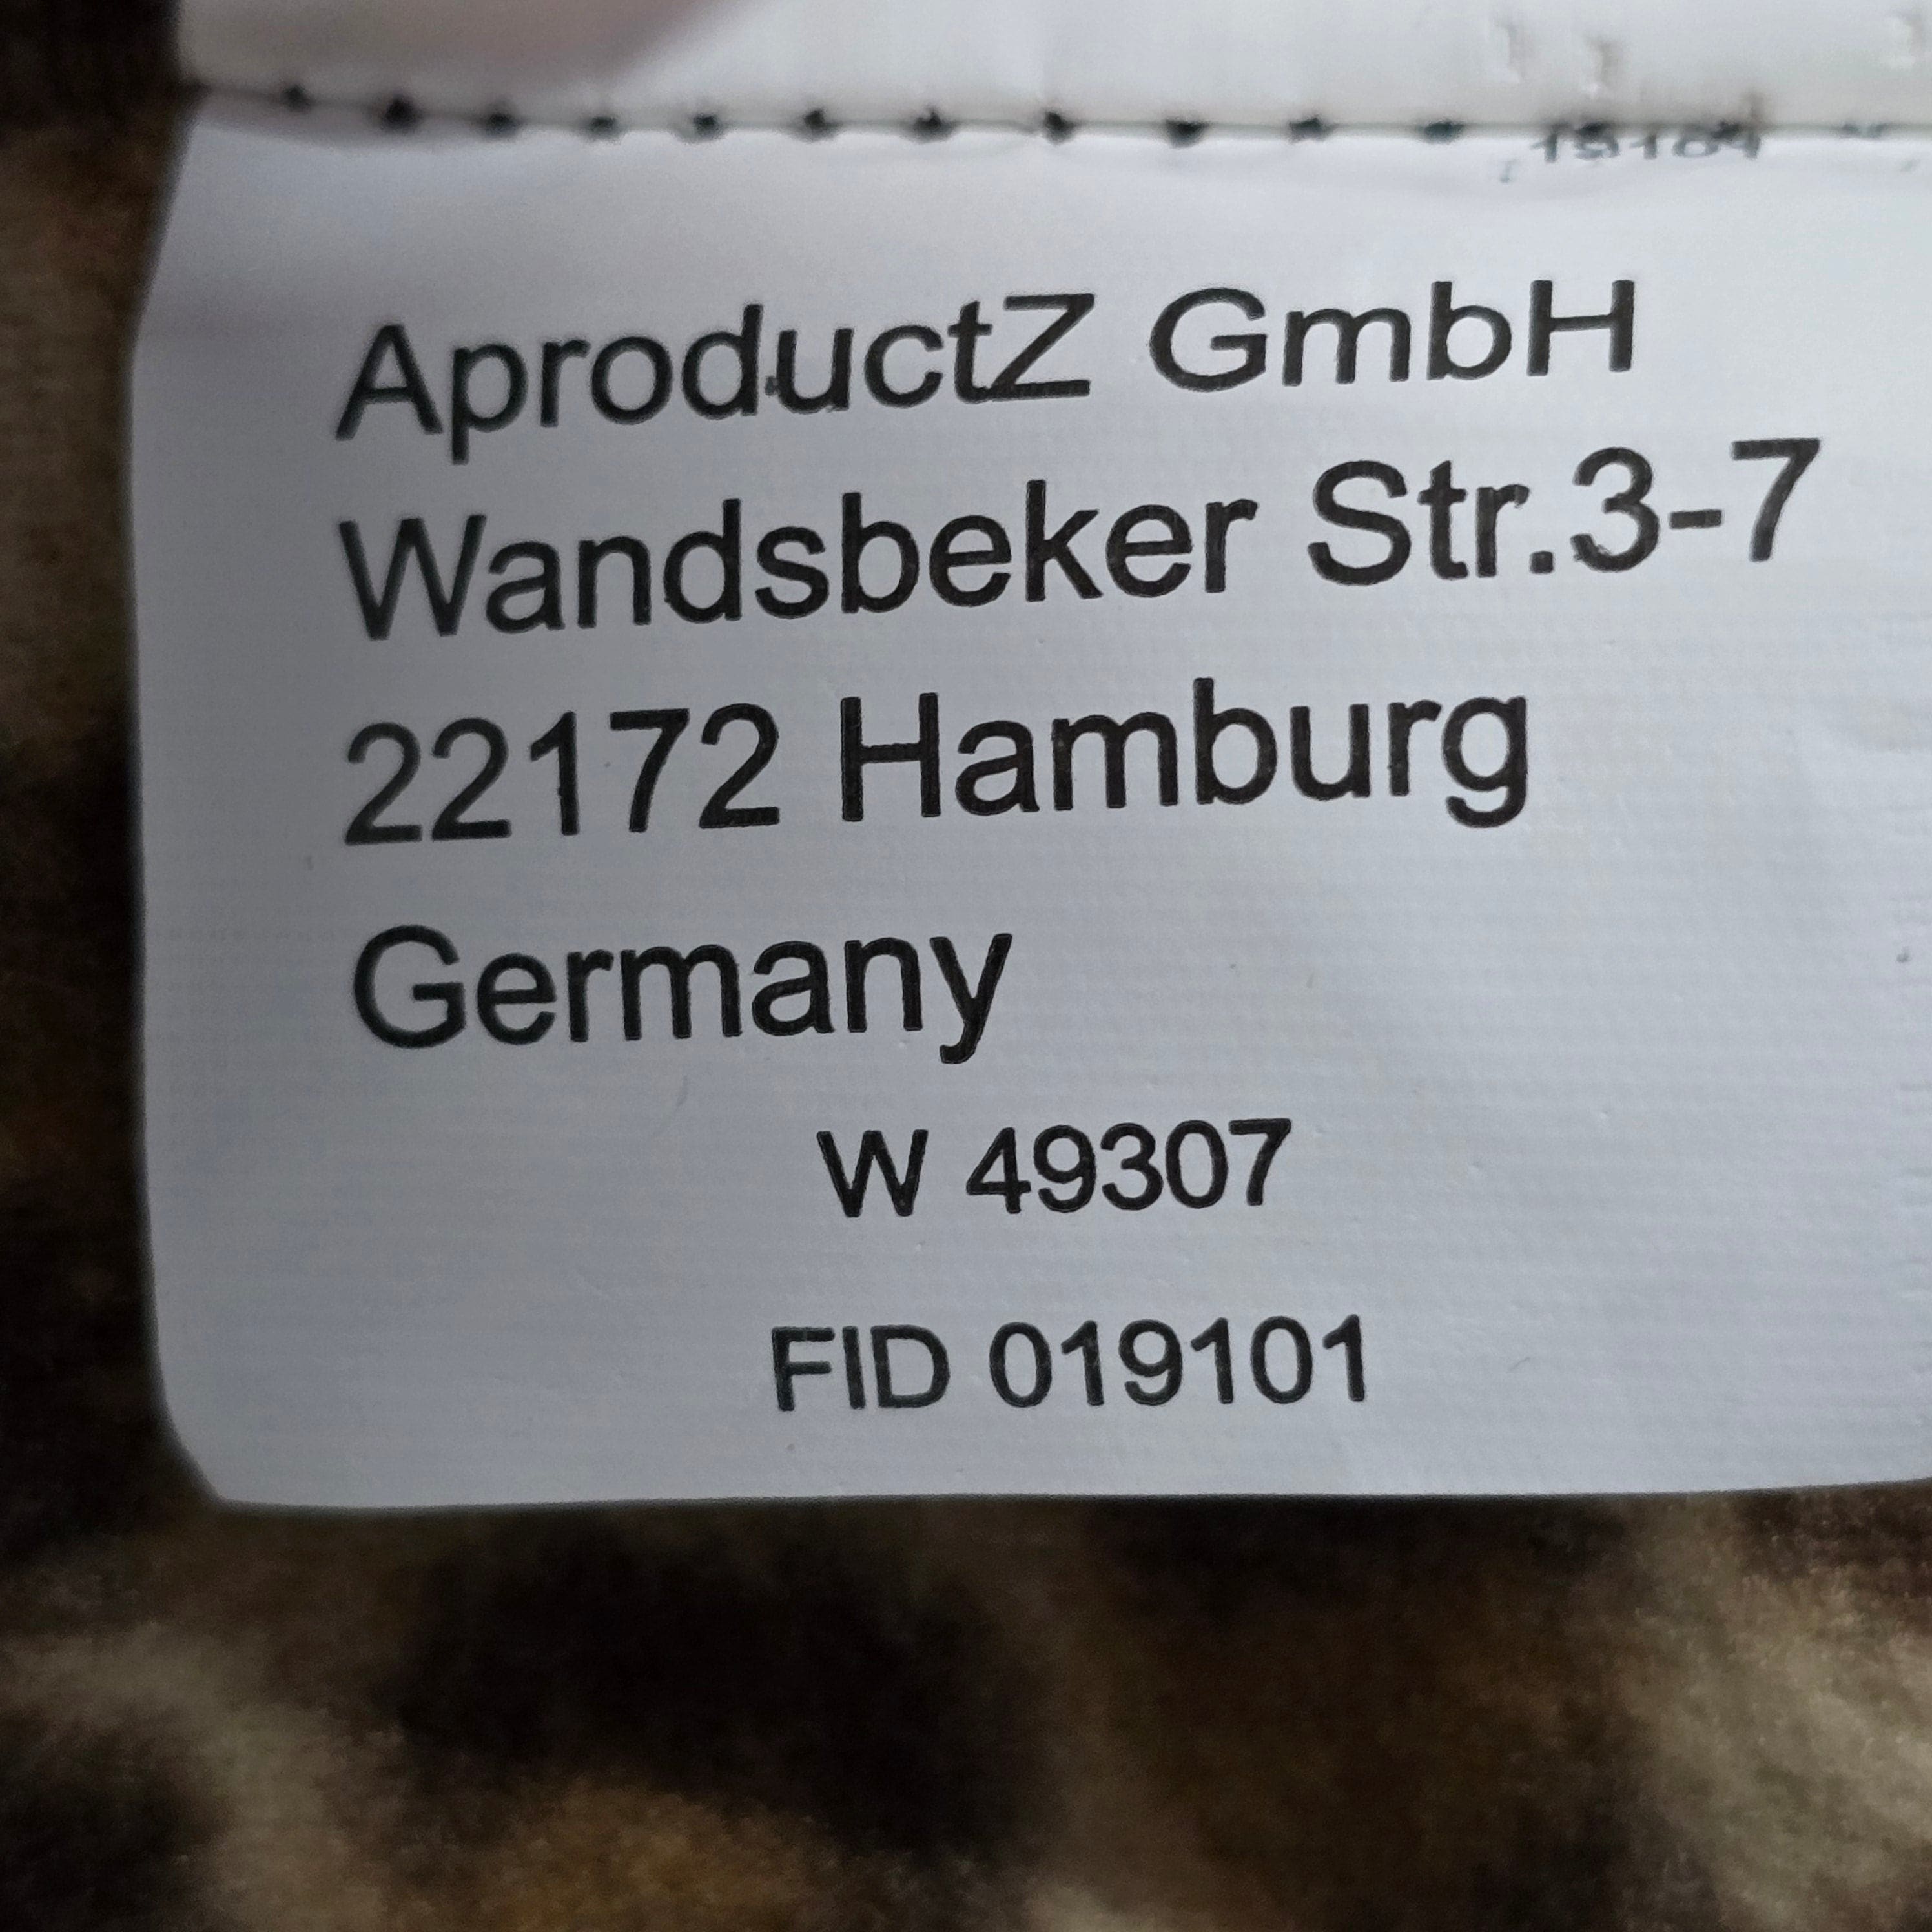 AproductZ GmbH
Wandsbeker Str.3-7
22172 Hamburg
Germany
W 49307
FID 019101